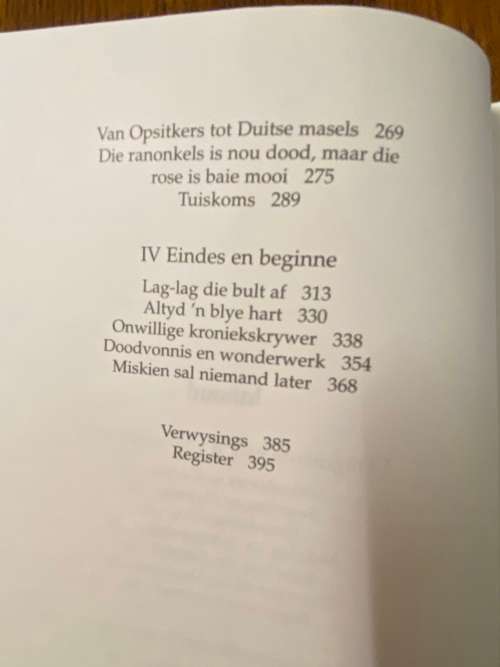 Van Opsitkers tot Duitse masels 269
Die ranonkels is nou dood, maar die
rose is baie mooi 275
Tuiskoms 289
IV Eindes en beginne
Lag-lag die bult af 313
Altyd 'n blye hart 330
Onwillige kroniekskrywer 338
Doodvonnis en wonderwerk 354
Miskien sal niemand later 368
Verwysings 385
Register 395